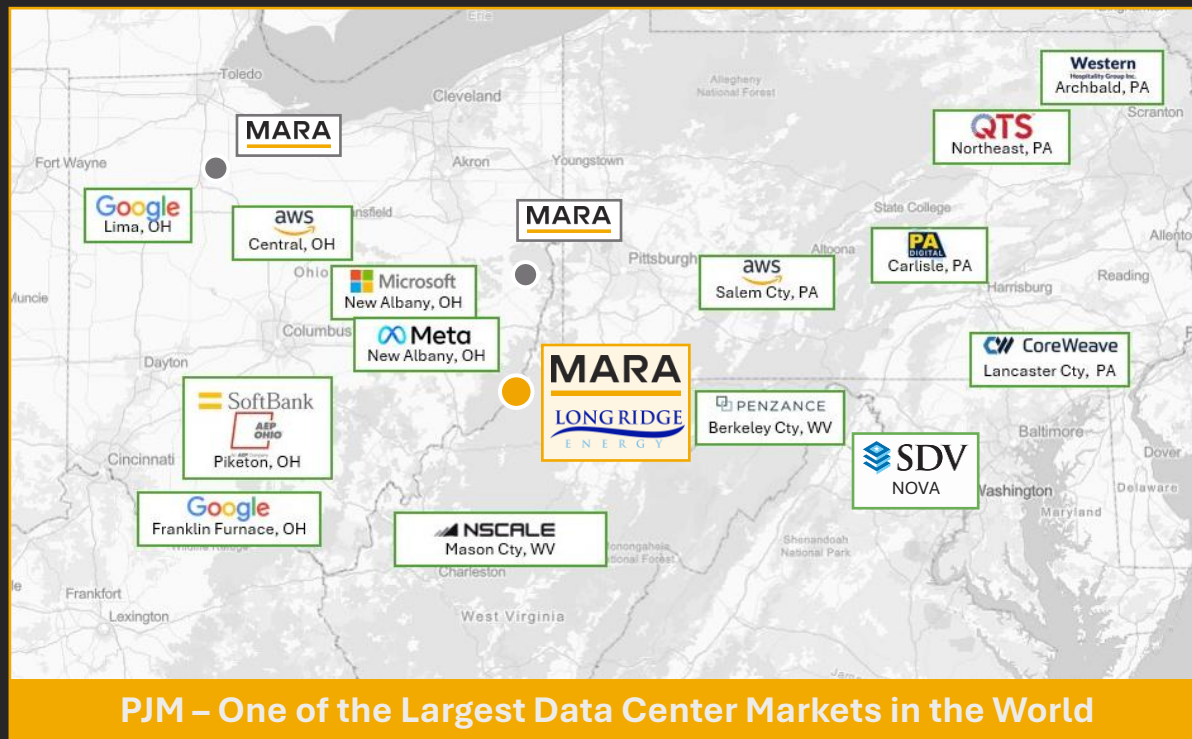 Erie
Toledo
Cleveland
Allegheny
National Forest
Western
Hospitality Group Inc.
Archbald, PA
Scranton
MARA
QTS
Northeast, PA
Fort Wayne
Akron
Youngstown
Google
Lima, OH
aws
Central, OH
nsfield
MARA
State College
Ohio
Microsoft
New Albany, OH
Pittsburgh
aws
Salem Cty, PA
Altoona
PA
DIGITAL
Carlisle, PA
Allento
Reading
Harrisburg
Muncie
Columbus
Meta
New Albany, OH
CoreWeave
Lancaster Cty, PA
Dayton
MARA
LONG RIDGE
ENERGY
SoftBank
AEP
OHIO
Piketon, OH
PENZANCE
Berkeley Cty, WV
Baltimore
Dover
Cincinnati
SDV
NOVA
Washington
Delaware
Maryland
Google
Franklin Furnace, OH
NSCALE
Mason Cty, WV
Charleston
Shenandoah
National Park
Frankfort
Lexington
West Virginia
PJM – One of the Largest Data Center Markets in the World